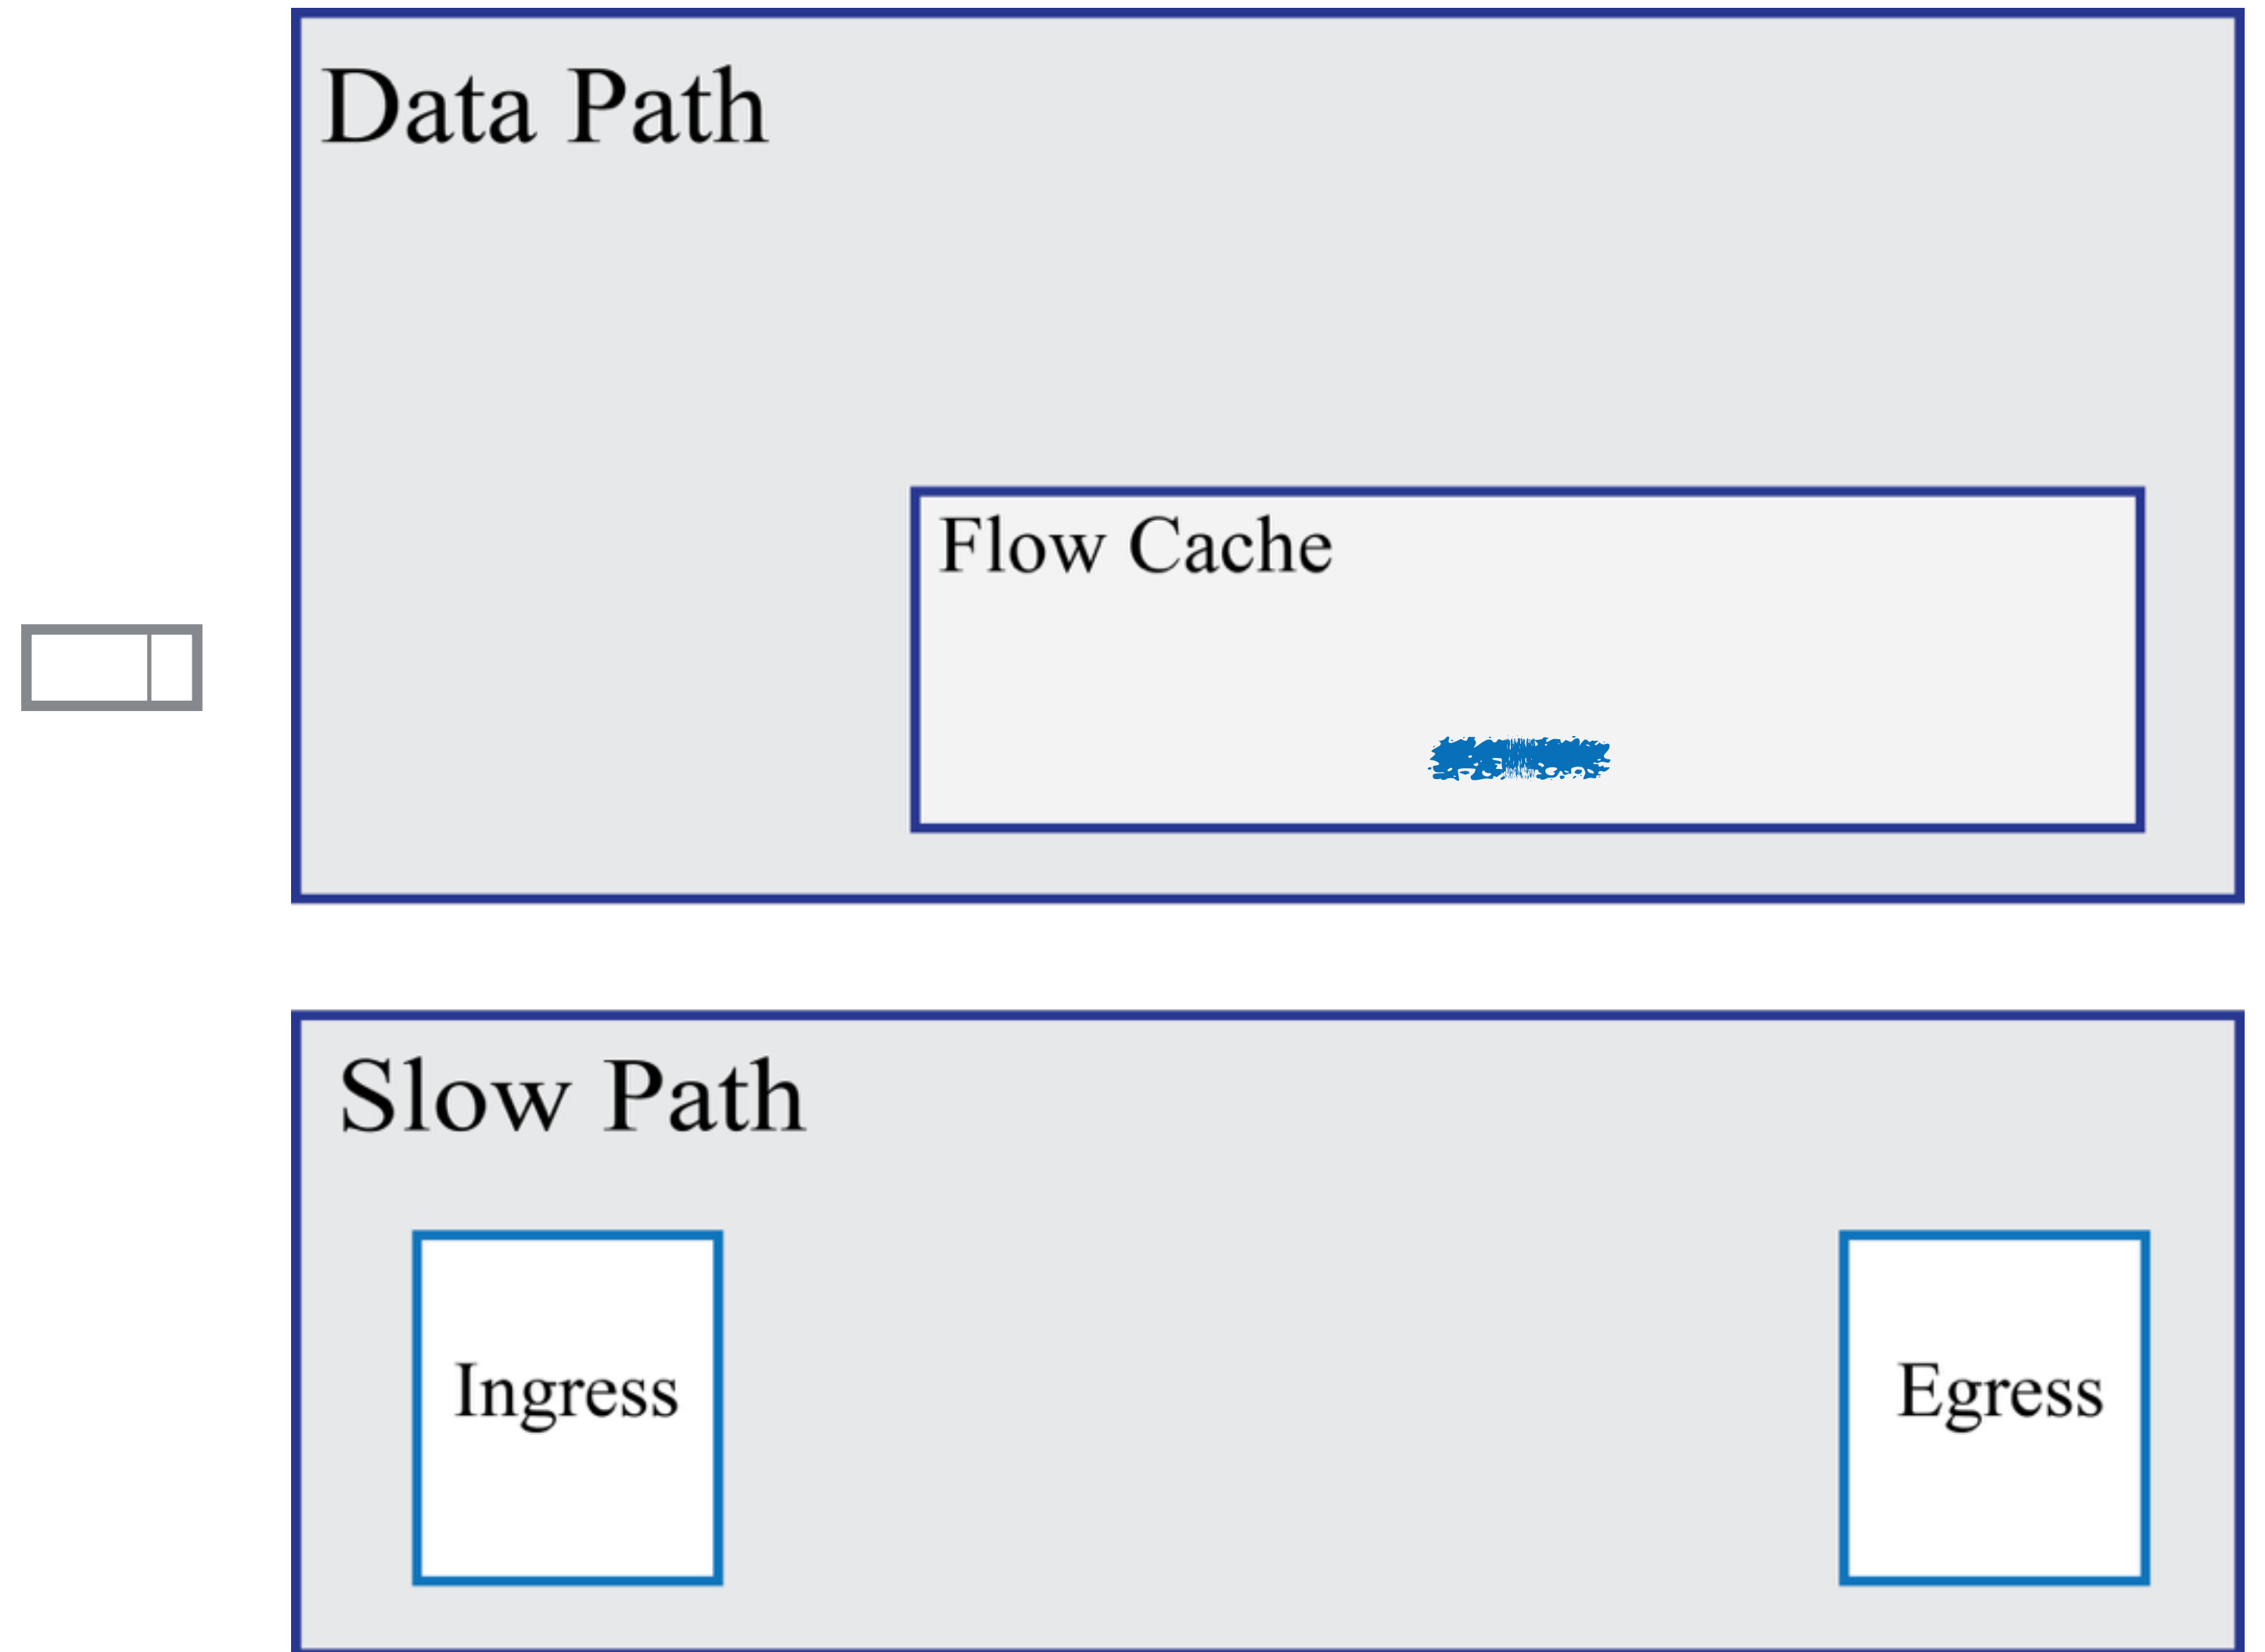 Data Path
Flow Cache
Slow Path
Ingress
Egress